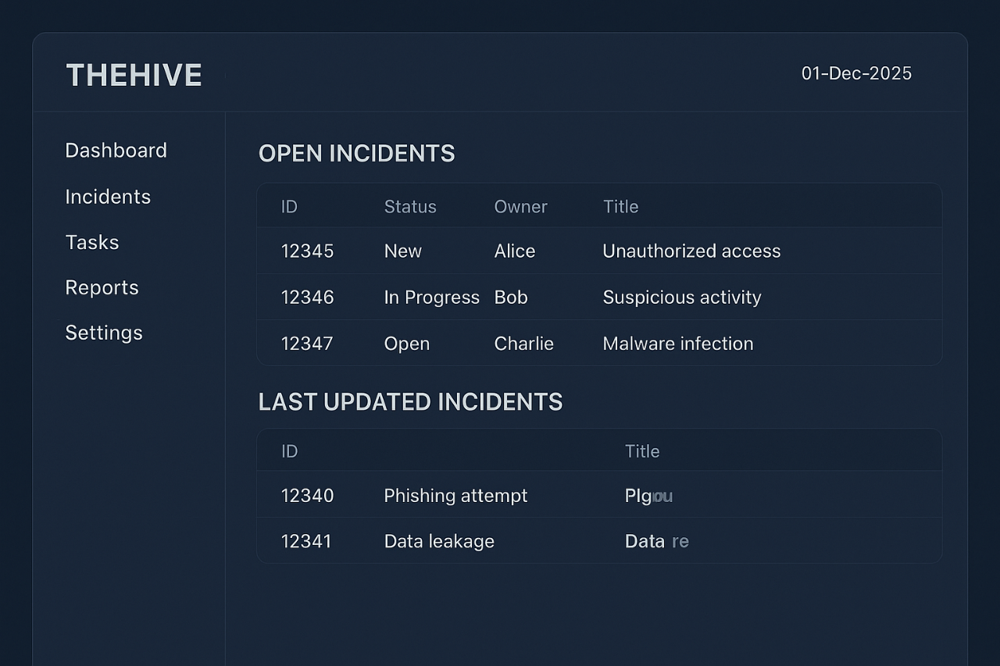 THEHIVE
01-Dec-2025
Dashboard
Incidents
Tasks
Reports
Settings
OPEN INCIDENTS
ID Status Owner Title
12345 New Alice Unauthorized access
12346 In Progress Bob Suspicious activity
12347 Open Charlie Malware infection
LAST UPDATED INCIDENTS
ID Title
12340 Phishing attempt
12341 Data leakage Data re